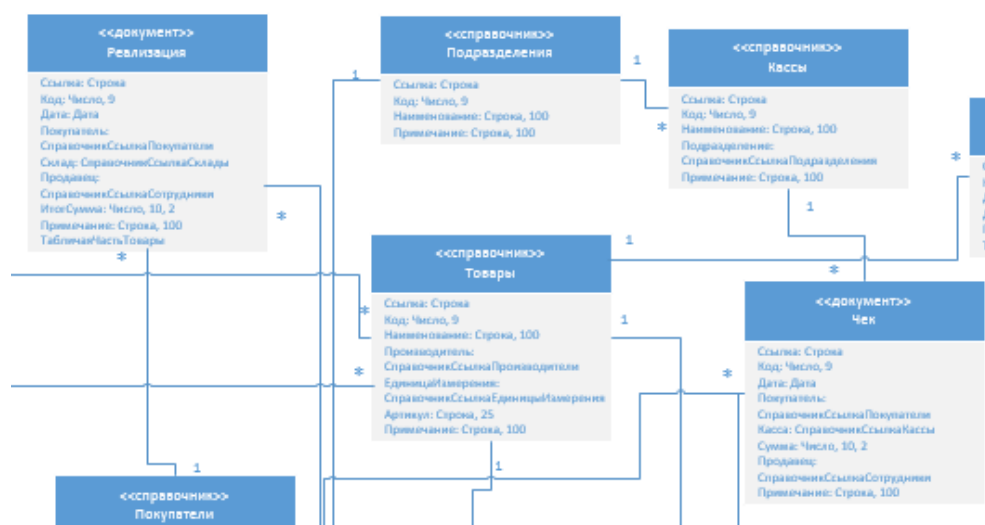 <<документ>>
Реализация
Ссылка: Строка
Код: Число, 9
Дата: Дата
Покупатель:
СправочникСсылкаПокупатели
Склад: СправочникСсылкаСклады
Продавец:
СправочникСсылкаСотрудники
ИтогСумма: Число, 10, 2
Примечание: Строка, 100
ТабличаяЧастьТовары
*
*
<<справочник>>
Подразделения
Ссылка: Строка
Код: Число, 9
Наименование: Строка, 100
Примечание: Строка, 100
1
1
*
<<справочник>>
Кассы
Ссылка: Строка
Код: Число, 9
Наименование: Строка, 100
Подразделение:
СправочникСсылкаПодразделения
Примечание: Строка, 100
1
*
*
<<справочник>>
Товары
Ссылка: Строка
Код: Число, 9
Наименование: Строка, 100
Производитель:
СправочникСсылкаПроизводители
ЕдиницаИзмерения:
СправочникСсылкаЕдиницыИзмерения
Артикул: Строка, 25
Примечание: Строка, 100
1
1
*
*
1
*
<<документ>>
Чек
Ссылка: Строка
Код: Число, 9
Дата: Дата
Покупатель:
СправочникСсылкаПокупатели
Касса: СправочникСсылкаКассы
Сумма: Число, 10, 2
Продавец:
СправочникСсылкаСотрудники
Примечание: Строка, 100
1
<<справочник>>
Покупатели